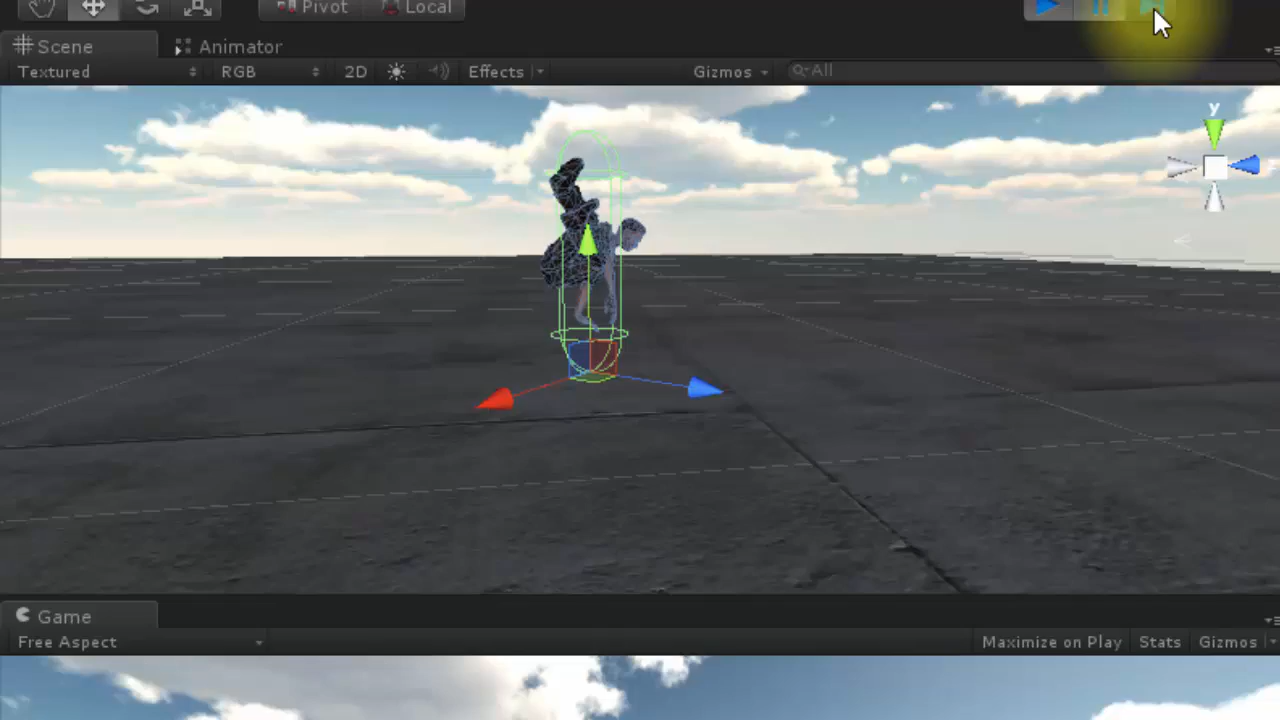 Pivot Local
Scene Animator
Textured RGB 2D Effects Gizmos All
y
Game
Free Aspect Maximize on Play Stats Gizmos